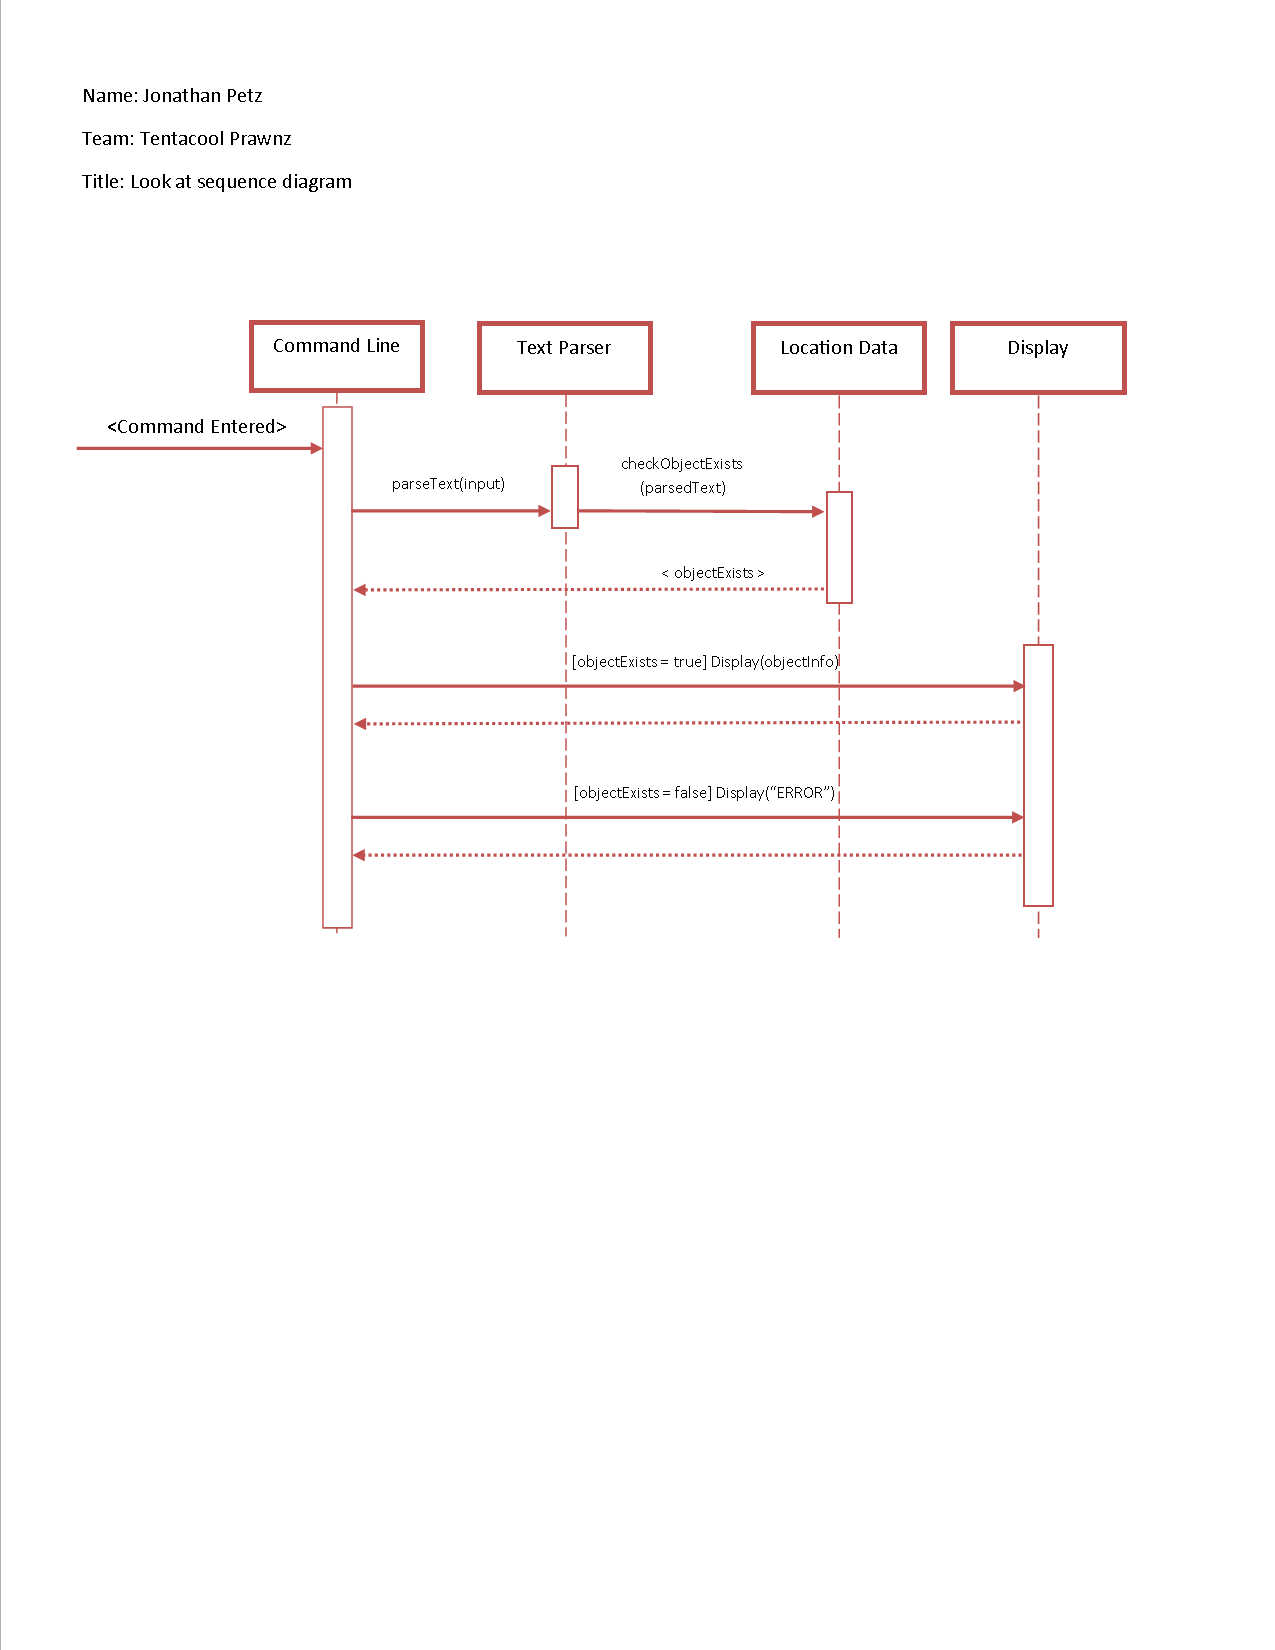 Name: Jonathan Petz
Team: Tentacool Prawnz
Title: Look at sequence diagram
Command Line
Text Parser
Location Data
Display
<Command Entered>
parseText(input)
checkObjectExists
(parsedText)
< objectExists >
[objectExists = true] Display(objectInfo)
[objectExists = false] Display(“ERROR”)